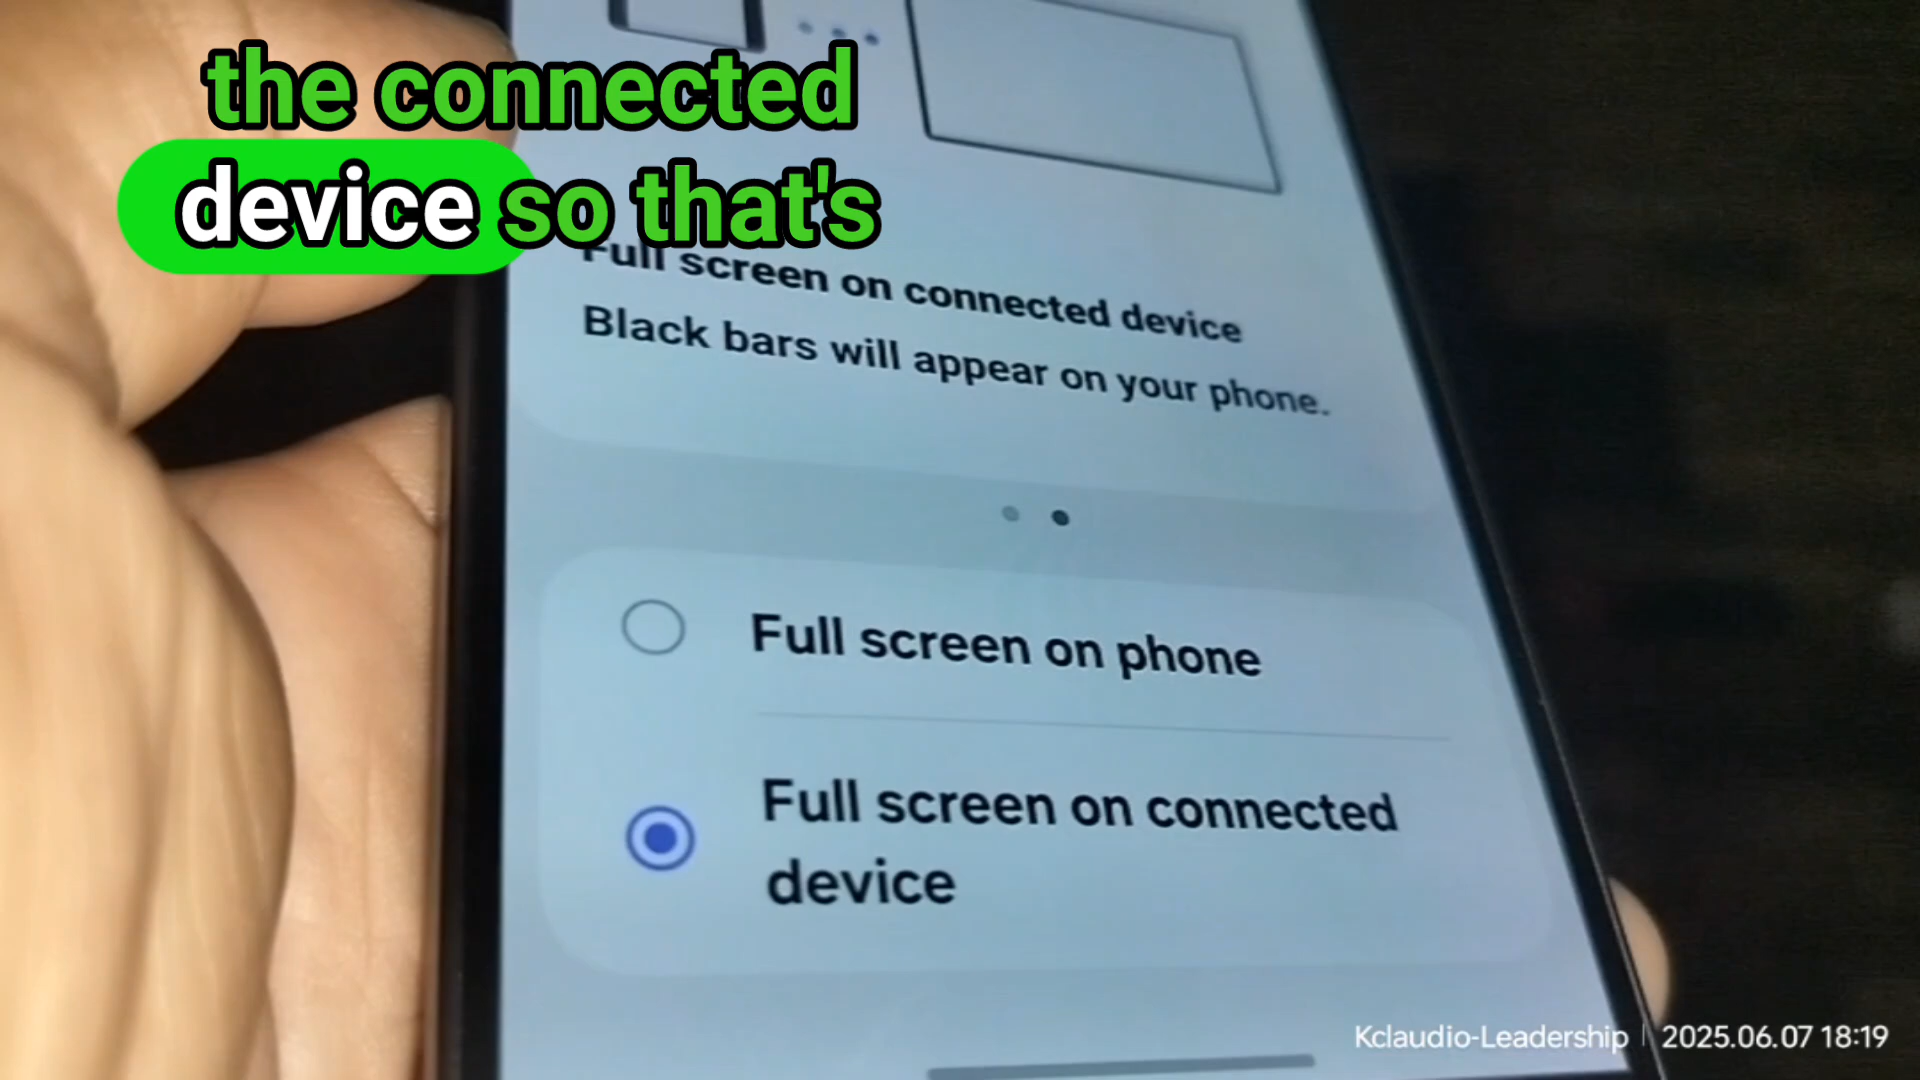 the connected
device so that's
Full screen on connected device
Black bars will appear on your phone.
Full screen on phone
Full screen on connected
device
Kclaudio-Leadership | 2025.06.07 18:19